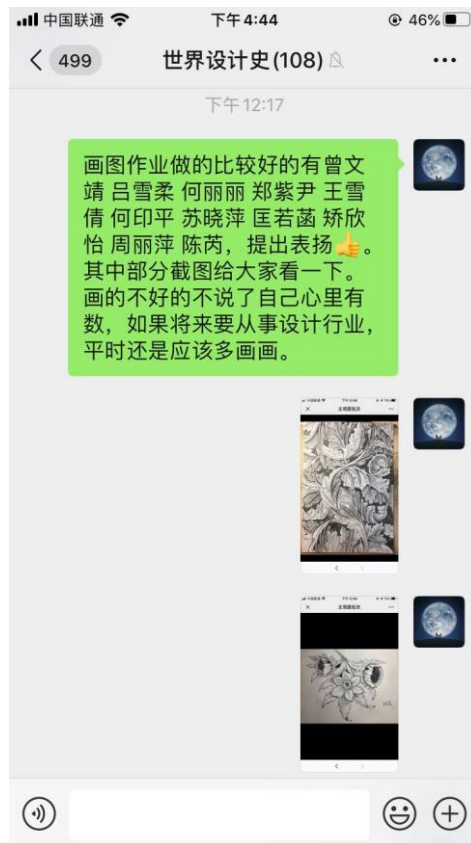 中国联通
下午4:44
46%
499
世界设计史(108)
下午12:17
画图作业做的比较好的有曾文
靖 吕雪柔 何丽丽 郑紫尹 王雪
倩 何印平 苏晓萍 匡若菡 矫欣
怡 周丽萍 陈芮，提出表扬👍。
其中部分截图给大家看一下。
画的不好的不说了自己心里有
数，如果将来要从事设计行业，
平时还是应该多画画。